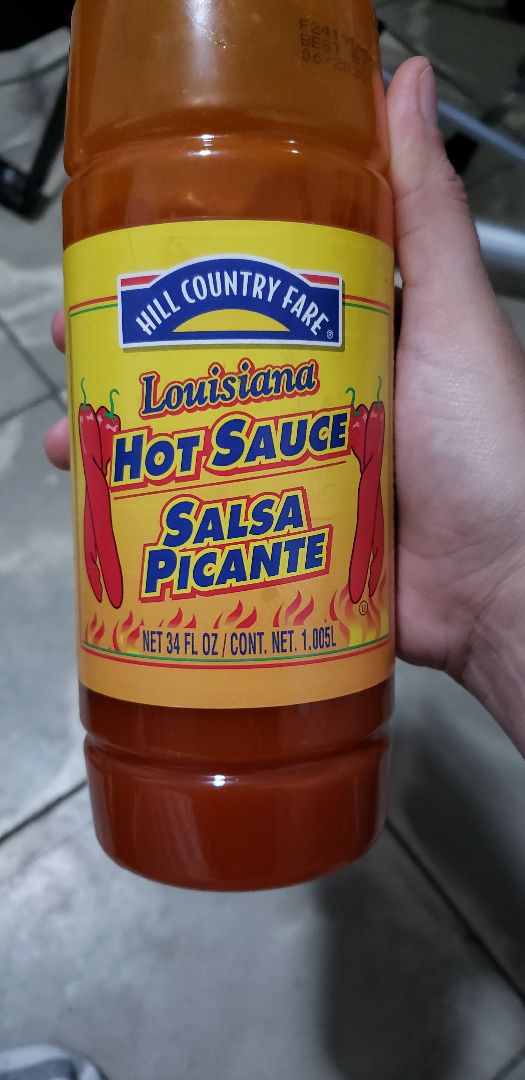 HILL COUNTRY FARE®
Louisiana
HOT SAUCE
SALSA
PICANTE
U
NET 34 FL OZ / CONT. NET. 1.005L